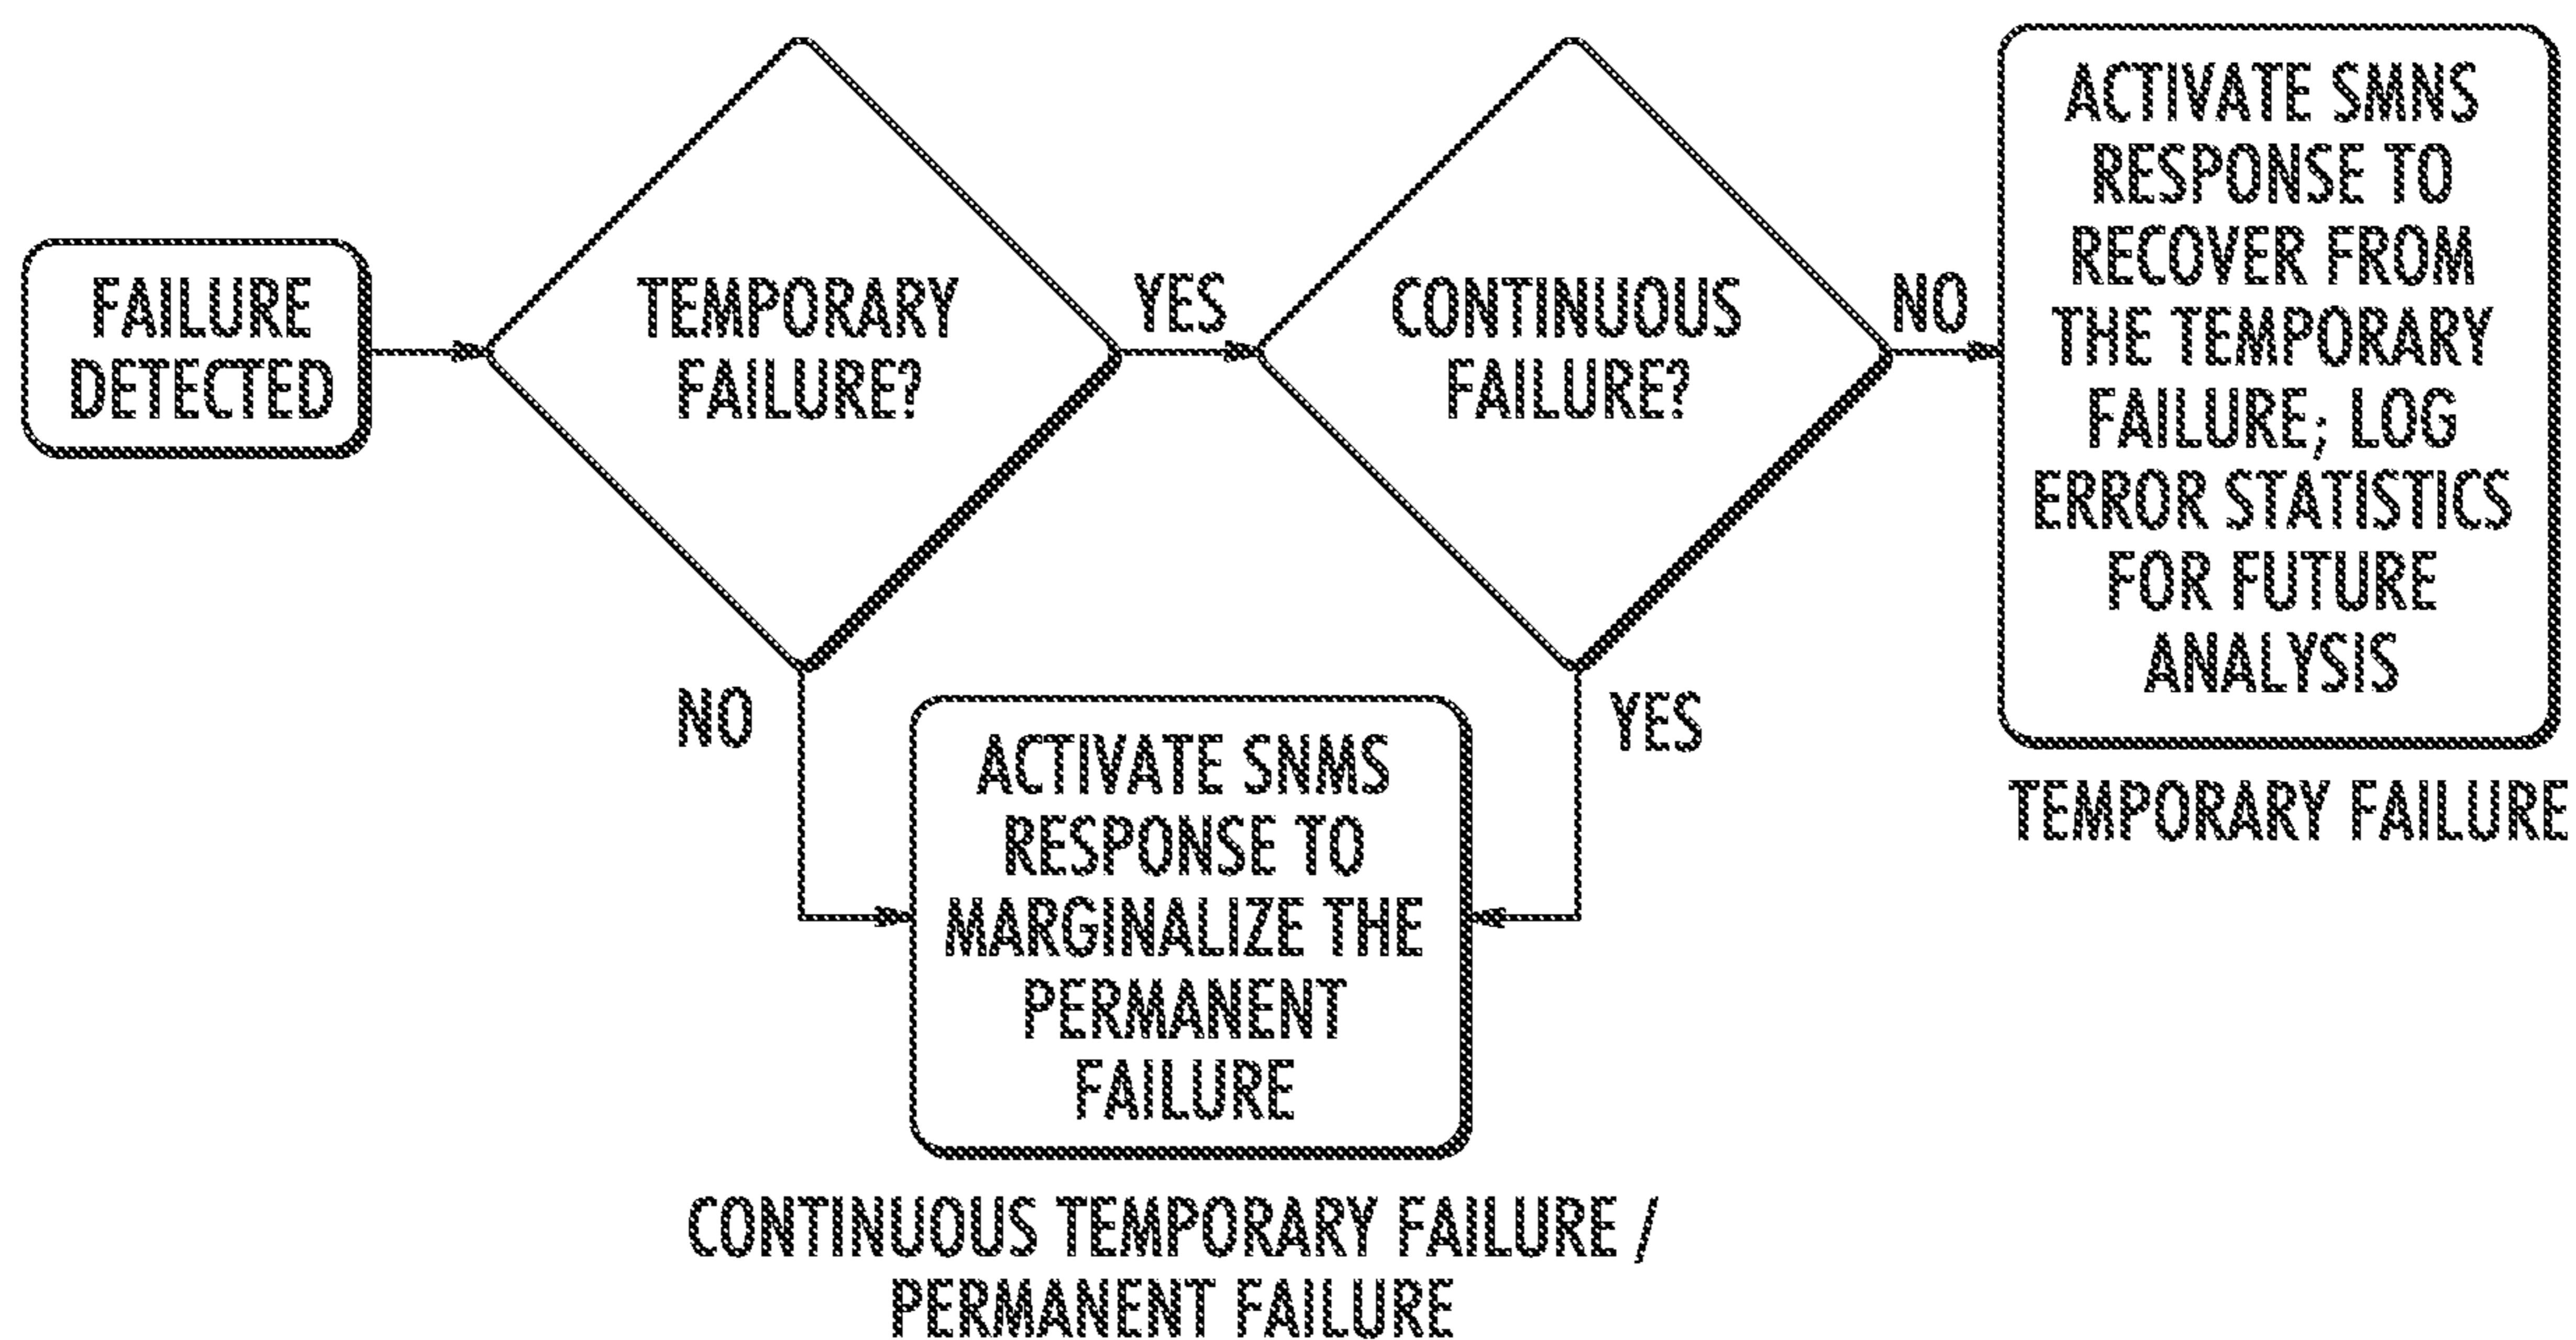 FAILURE
DETECTED
TEMPORARY
FAILURE?
YES
CONTINUOUS
FAILURE?
NO
ACTIVATE SMNS
RESPONSE TO
RECOVER FROM
THE TEMPORARY
FAILURE; LOG
ERROR STATISTICS
FOR FUTURE
ANALYSIS
TEMPORARY FAILURE
NO
YES
ACTIVATE SNMS
RESPONSE TO
MARGINALIZE THE
PERMANENT
FAILURE
CONTINUOUS TEMPORARY FAILURE /
PERMANENT FAILURE